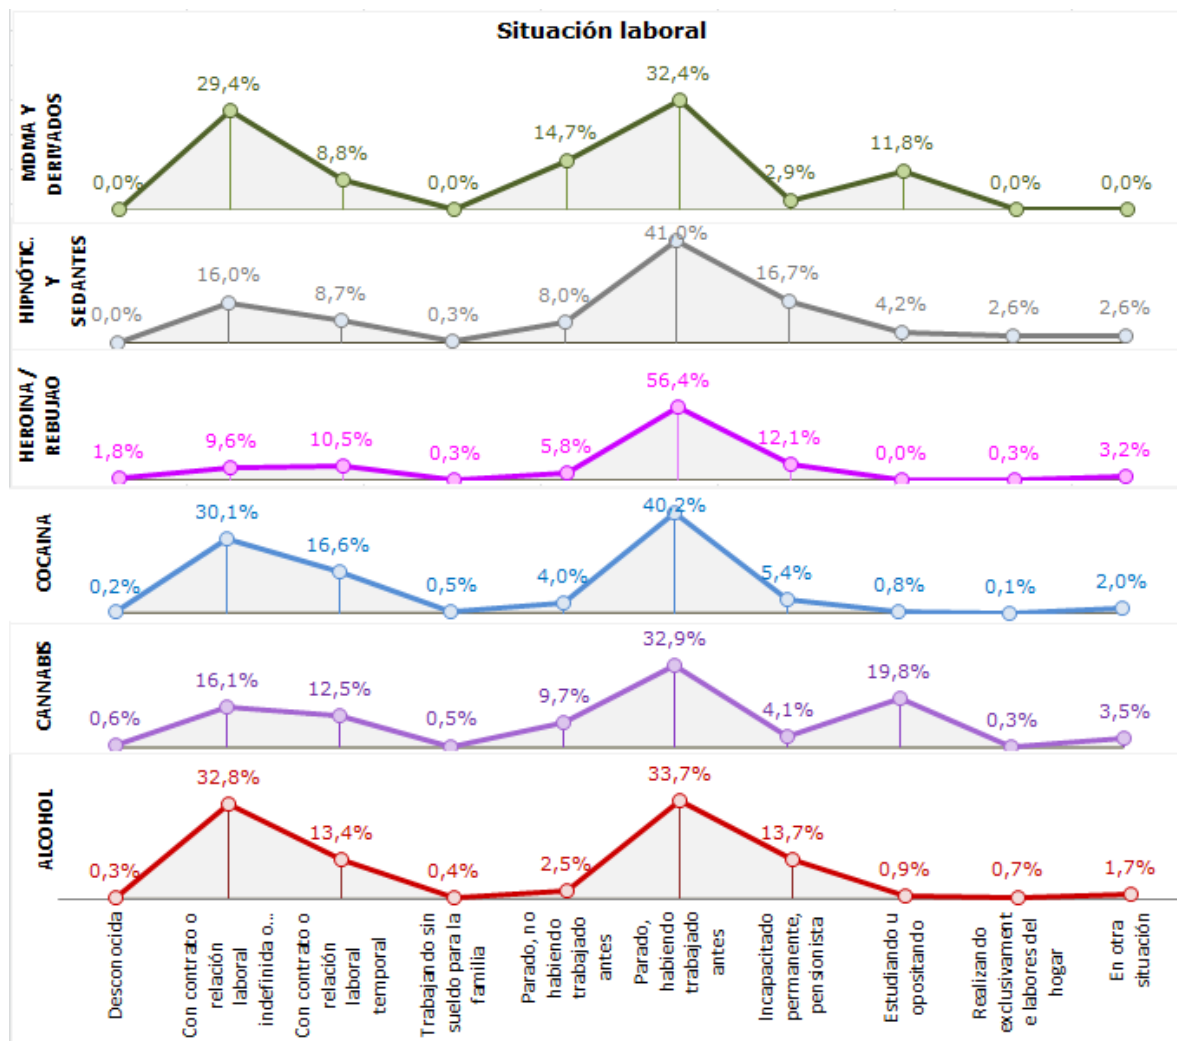 Situación laboral
MDMA Y
DERIVADOS
0,0% 29,4% 8,8% 0,0% 14,7% 32,4% 2,9% 11,8% 0,0% 0,0%
HIPNÓTIC.
Y
SEDANTES
0,0% 16,0% 8,7% 0,3% 8,0% 41,0% 16,7% 4,2% 2,6% 2,6%
HEROINA /
REBUJAO
1,8% 9,6% 10,5% 0,3% 5,8% 56,4% 12,1% 0,0% 0,3% 3,2%
COCAINA
0,2% 30,1% 16,6% 0,5% 4,0% 40,2% 5,4% 0,8% 0,1% 2,0%
CANNABIS
0,6% 16,1% 12,5% 0,5% 9,7% 32,9% 4,1% 19,8% 0,3% 3,5%
ALCOHOL
0,3% 32,8% 13,4% 0,4% 2,5% 33,7% 13,7% 0,9% 0,7% 1,7%
Desconocida
Con contrato o
relación
laboral
indefinida o...
Con contrato o
relación
laboral
temporal
Trabajando sin
sueldo para la
familia
Parado, no
habiendo
trabajado
antes
Parado,
habiendo
trabajado
antes
Incapacitado
permanente,
pensionista
Estudiando u
opositando
Realizando
exclusivament
e labores del
hogar
En otra
situación